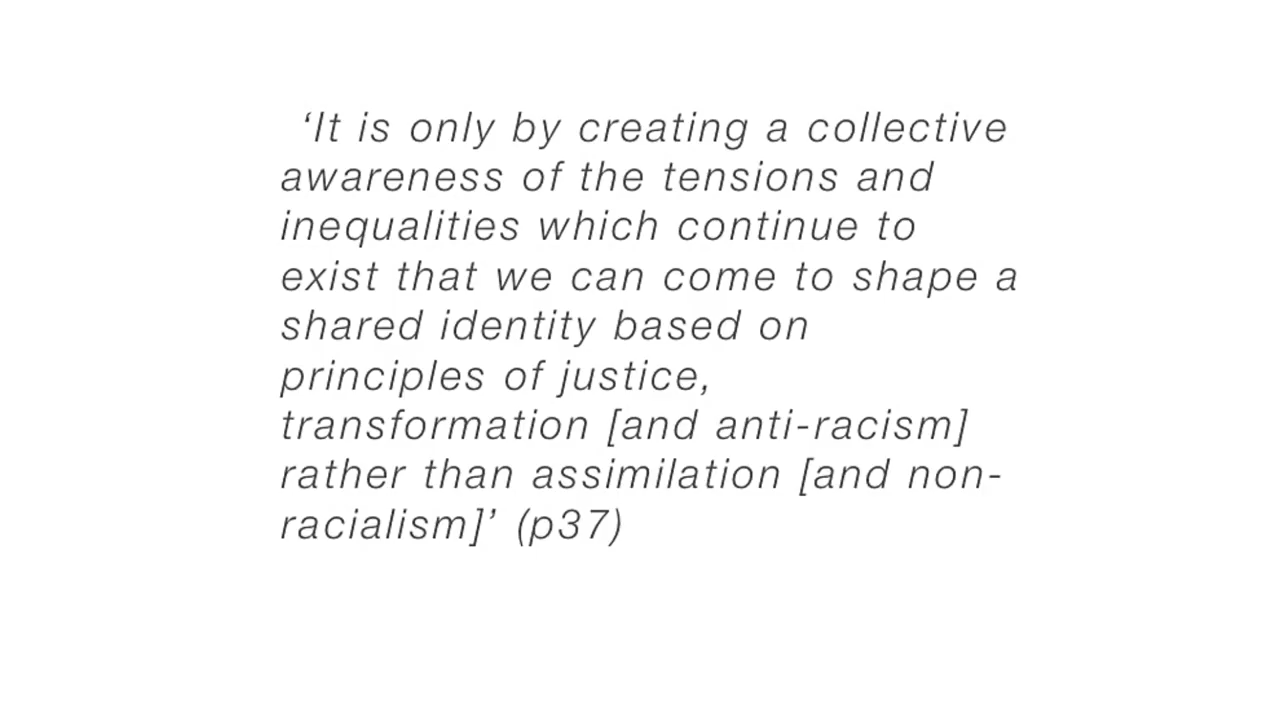 ‘It is only by creating a collective
awareness of the tensions and
inequalities which continue to
exist that we can come to shape a
shared identity based on
principles of justice,
transformation [and anti-racism]
rather than assimilation [and non-
racialism]’ (p37)